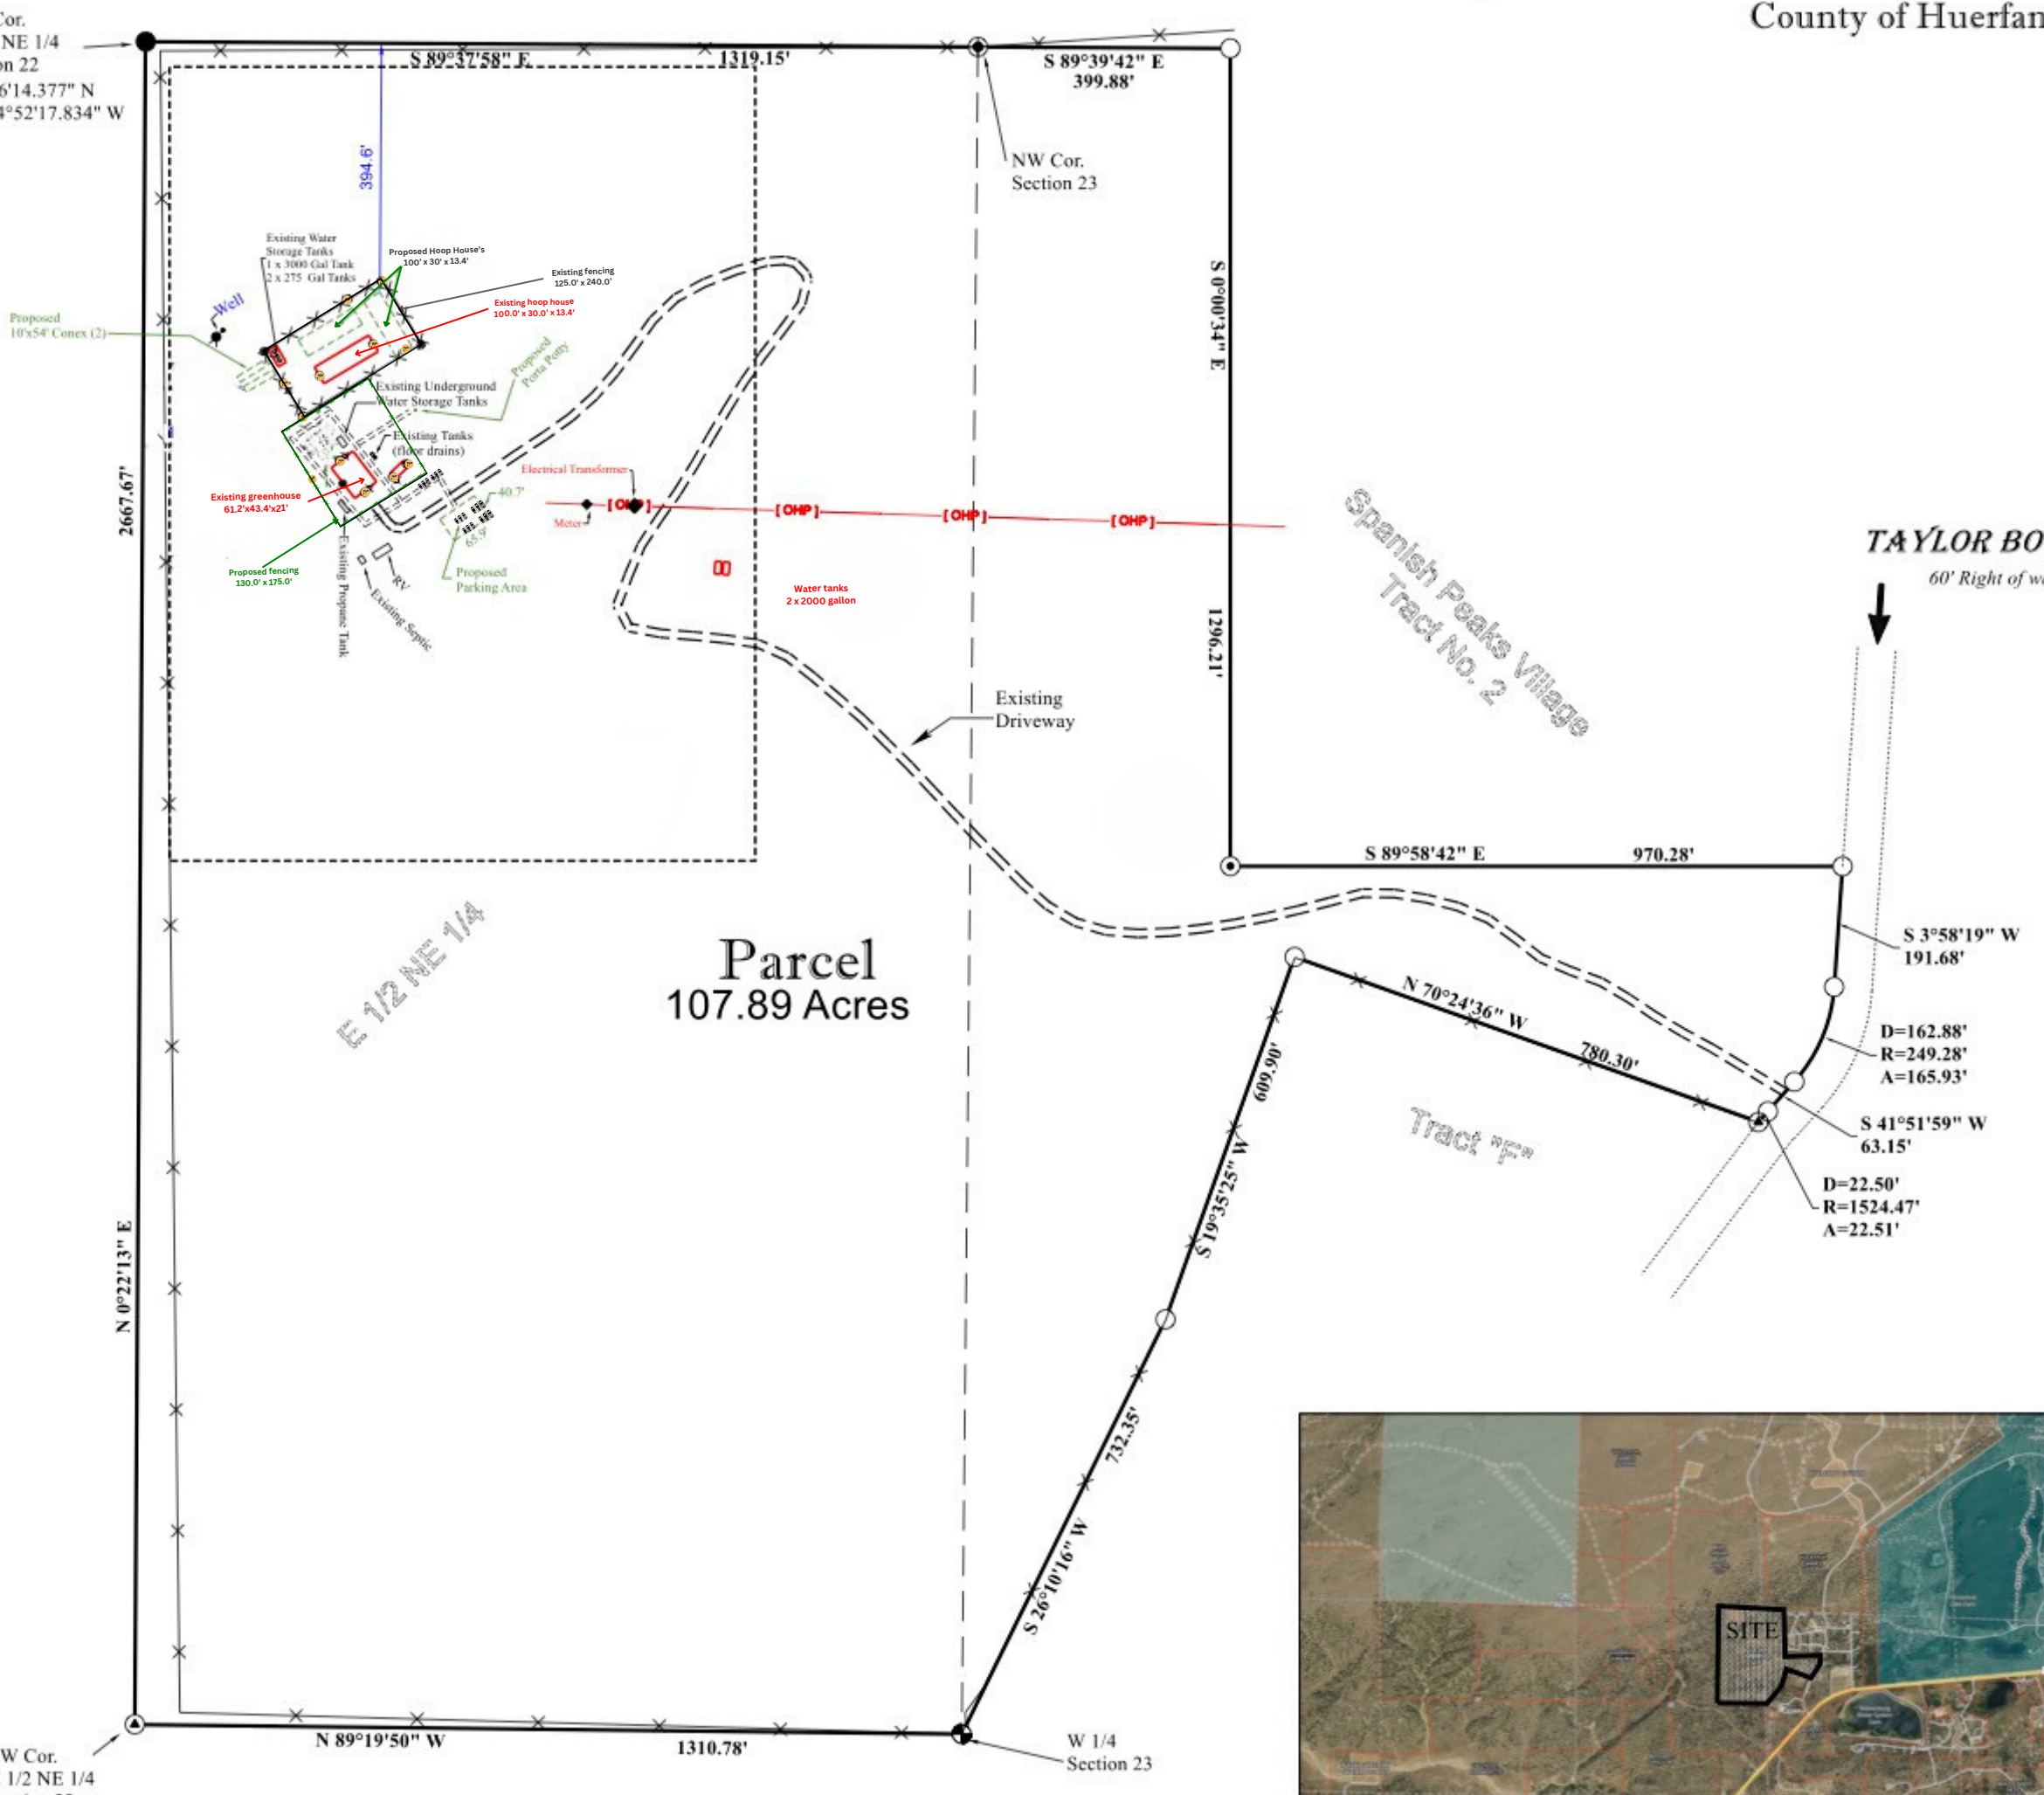 County of Huerfan
Cor.
NE 1/4
on 22
6'14.377" N
4°52'17.834" W
S 89°37'58" E
1319.15'
S 89°39'42" E
399.88'
NW Cor.
Section 23
394.6'
Existing Water
Storage Tanks
1 x 3000 Gal Tank
2 x 275 Gal Tanks
Proposed Hoop House's
100' x 30' x 13.4'
Existing fencing
125.0' x 240.0'
Existing hoop house
100.0' x 30.0' x 13.4'
Well
Proposed
10'x54' Conex (2)
Proposed
Porta Potty
Existing Underground
Water Storage Tanks
Existing Tanks
(floor drains)
Existing greenhouse
61.2'x43.4'x21'
Electrical Transformer
Meter
[OHP]
[OHP]
[OHP]
[OHP]
40.7'
65.9'
Proposed
Parking Area
Proposed fencing
130.0' x 175.0'
Existing Propane Tank
RV
Existing Septic
Water tanks
2 x 2000 gallon
S 0°00'34" E
1296.21'
2667.67'
N 0°22'13" E
Spanish Peaks Village
Tract No. 2
TAYLOR BO
60' Right of w
Existing
Driveway
S 89°58'42" E
970.28'
S 3°58'19" W
191.68'
E 1/2 NE 1/4
Parcel
107.89 Acres
N 70°24'36" W
780.30'
D=162.88'
R=249.28'
A=165.93'
S 41°51'59" W
63.15'
D=22.50'
R=1524.47'
A=22.51'
Tract "F"
609.90'
S 19°35'25" W
732.35'
S 26°10'16" W
N 89°19'50" W
1310.78'
W 1/4
Section 23
W Cor.
1/2 NE 1/4
SITE